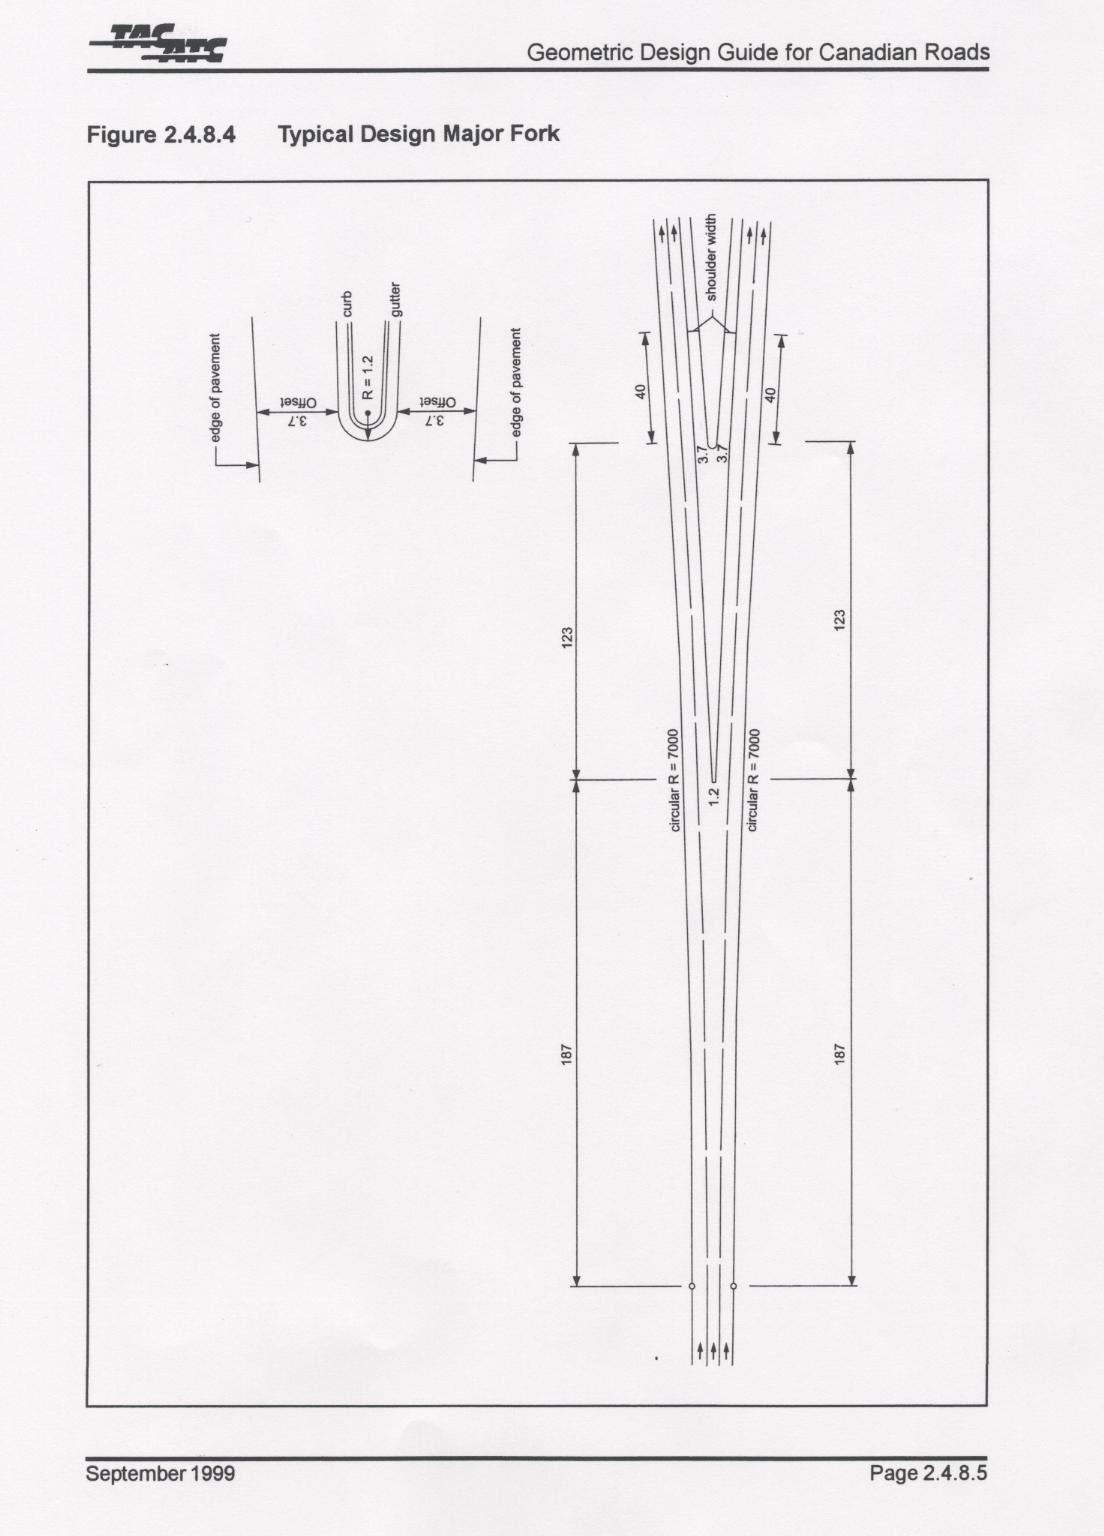 TAC
ATC
Geometric Design Guide for Canadian Roads
Figure 2.4.8.4 Typical Design Major Fork
shoulder width
curb
gutter
edge of pavement
R = 1.2
edge of pavement
Offset
3.7
Offset
3.7
40
40
3.7
3.7
123
123
circular R = 7000
circular R = 7000
1.2
187
187
September 1999
Page 2.4.8.5